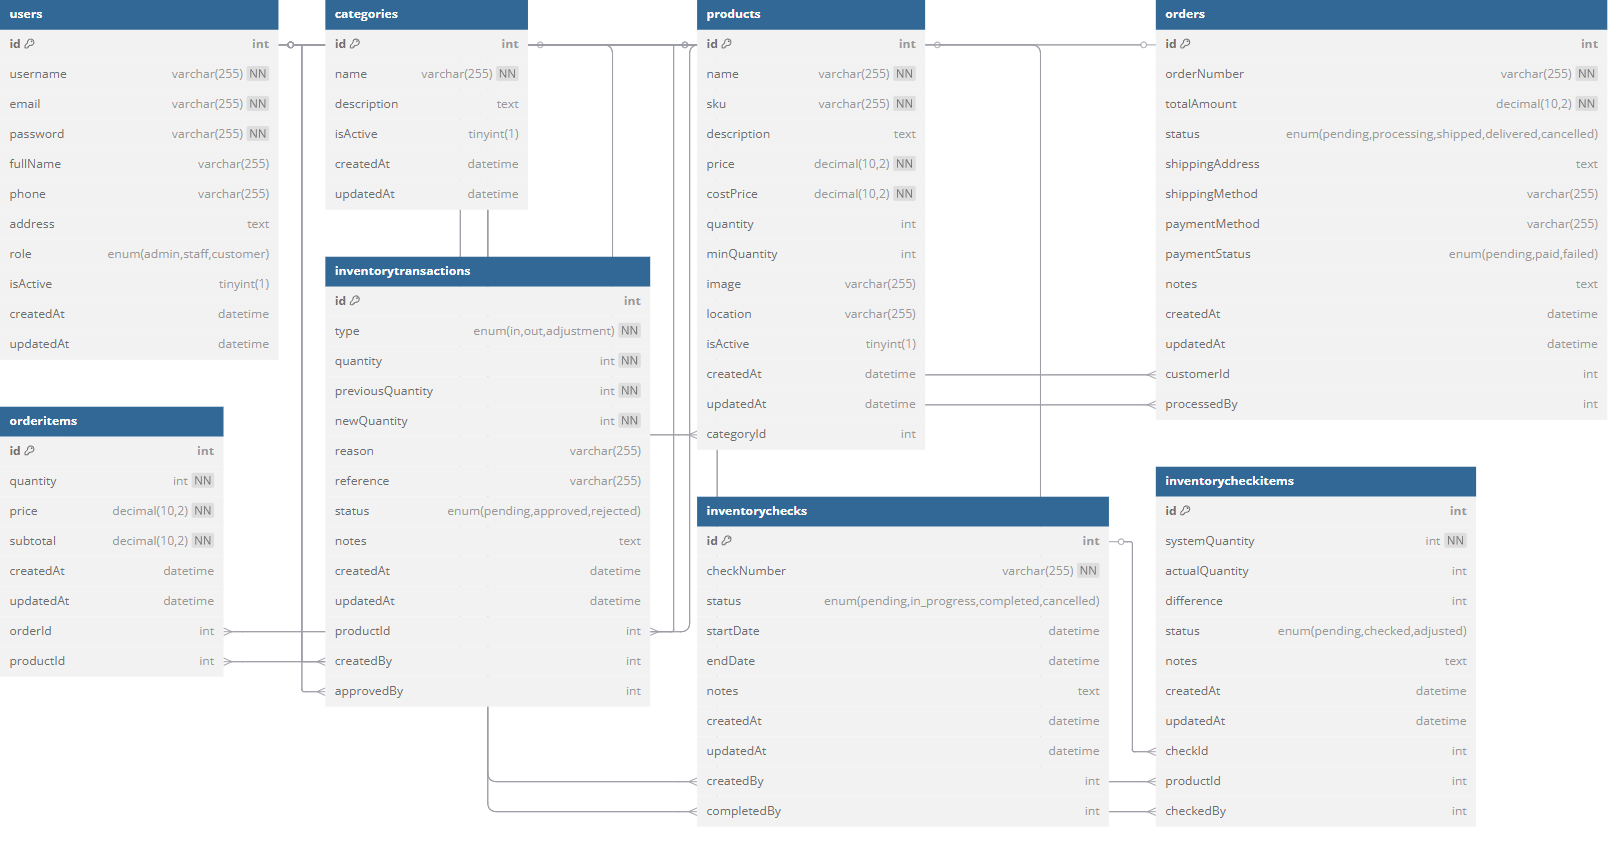 users
id int
username varchar(255) NN
email varchar(255) NN
password varchar(255) NN
fullName varchar(255)
phone varchar(255)
address text
role enum(admin,staff,customer)
isActive tinyint(1)
createdAt datetime
updatedAt datetime
categories
id int
name varchar(255) NN
description text
isActive tinyint(1)
createdAt datetime
updatedAt datetime
products
id int
name varchar(255) NN
sku varchar(255) NN
description text
price decimal(10,2) NN
costPrice decimal(10,2) NN
quantity int
minQuantity int
image varchar(255)
location varchar(255)
isActive tinyint(1)
createdAt datetime
updatedAt datetime
categoryId int
orders
id int
orderNumber varchar(255) NN
totalAmount decimal(10,2) NN
status enum(pending,processing,shipped,delivered,cancelled)
shippingAddress text
shippingMethod varchar(255)
paymentMethod varchar(255)
paymentStatus enum(pending,paid,failed)
notes text
createdAt datetime
updatedAt datetime
customerId int
processedBy int
inventorytransactions
id int
type enum(in,out,adjustment) NN
quantity int NN
previousQuantity int NN
newQuantity int NN
reason varchar(255)
reference varchar(255)
status enum(pending,approved,rejected)
notes text
createdAt datetime
updatedAt datetime
productId int
createdBy int
approvedBy int
orderitems
id int
quantity int NN
price decimal(10,2) NN
subtotal decimal(10,2) NN
createdAt datetime
updatedAt datetime
orderId int
productId int
inventorychecks
id int
checkNumber varchar(255) NN
status enum(pending,in_progress,completed,cancelled)
startDate datetime
endDate datetime
notes text
createdAt datetime
updatedAt datetime
createdBy int
completedBy int
inventorycheckitems
id int
systemQuantity int NN
actualQuantity int
difference int
status enum(pending,checked,adjusted)
notes text
createdAt datetime
updatedAt datetime
checkId int
productId int
checkedBy int